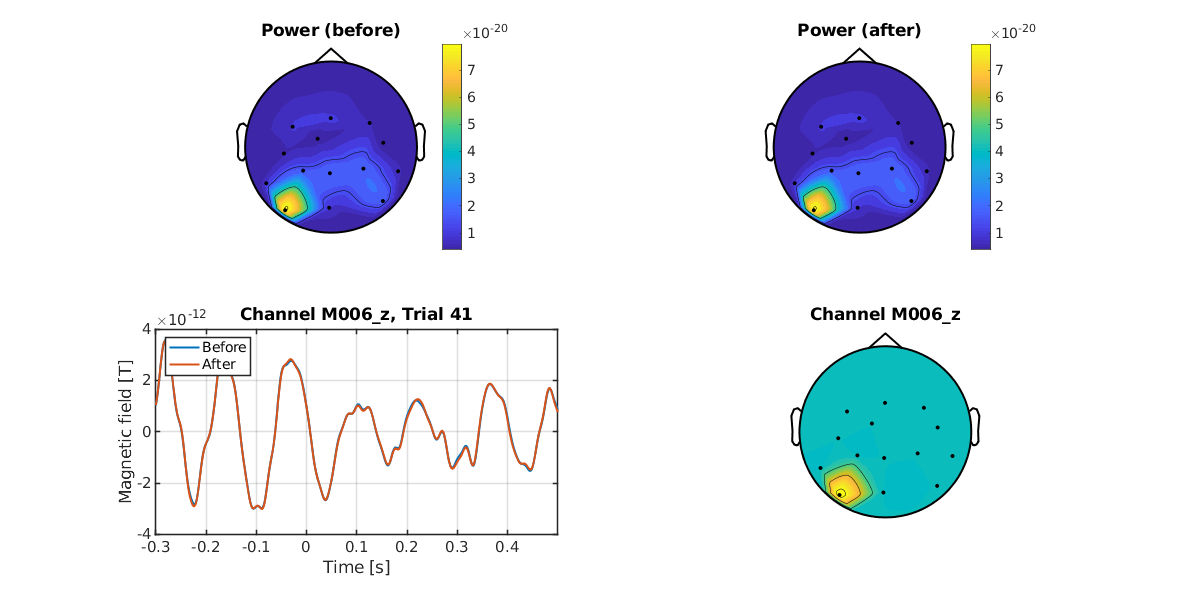 Power (before)
×10-20
7
6
5
4
3
2
1
Power (after)
×10-20
7
6
5
4
3
2
1
Channel M006_z, Trial 41
×10-12
Before
After
4
2
0
-2
-4
Magnetic field [T]
-0.3 -0.2 -0.1 0 0.1 0.2 0.3 0.4
Time [s]
Channel M006_z